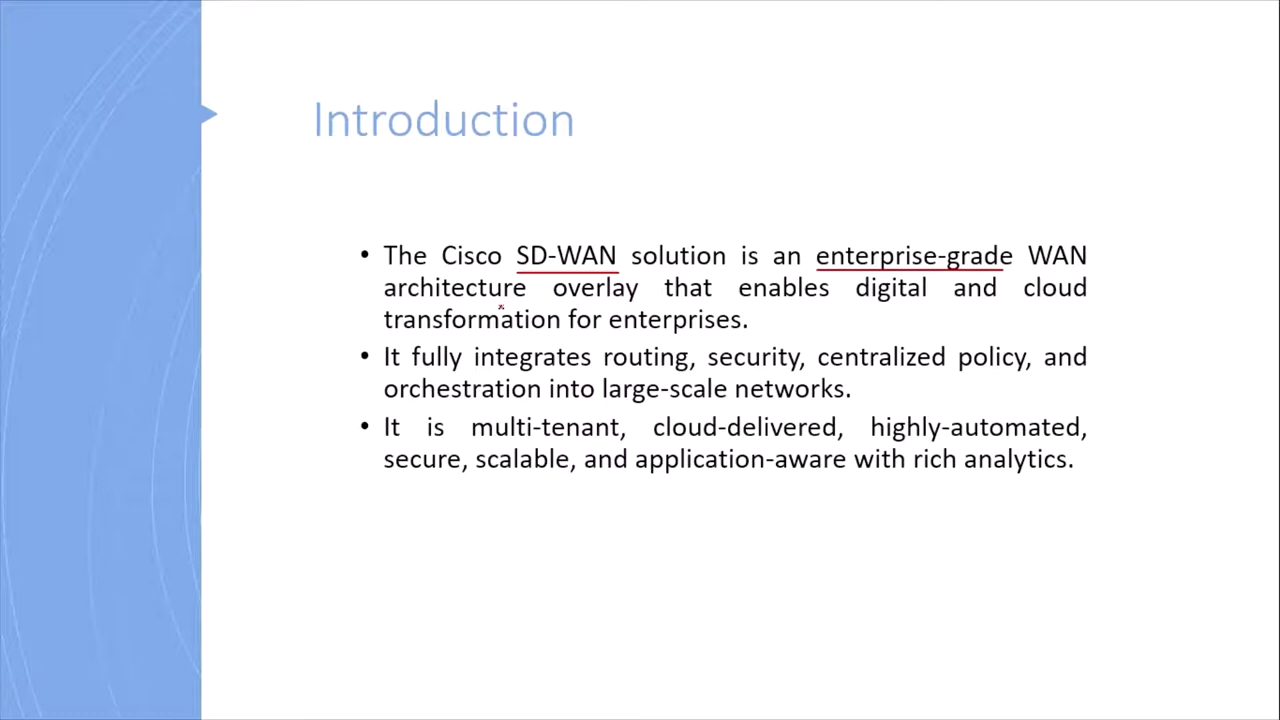 Introduction
• The Cisco SD-WAN solution is an enterprise-grade WAN
architecture overlay that enables digital and cloud
transformation for enterprises.
• It fully integrates routing, security, centralized policy, and
orchestration into large-scale networks.
• It is multi-tenant, cloud-delivered, highly-automated,
secure, scalable, and application-aware with rich analytics.